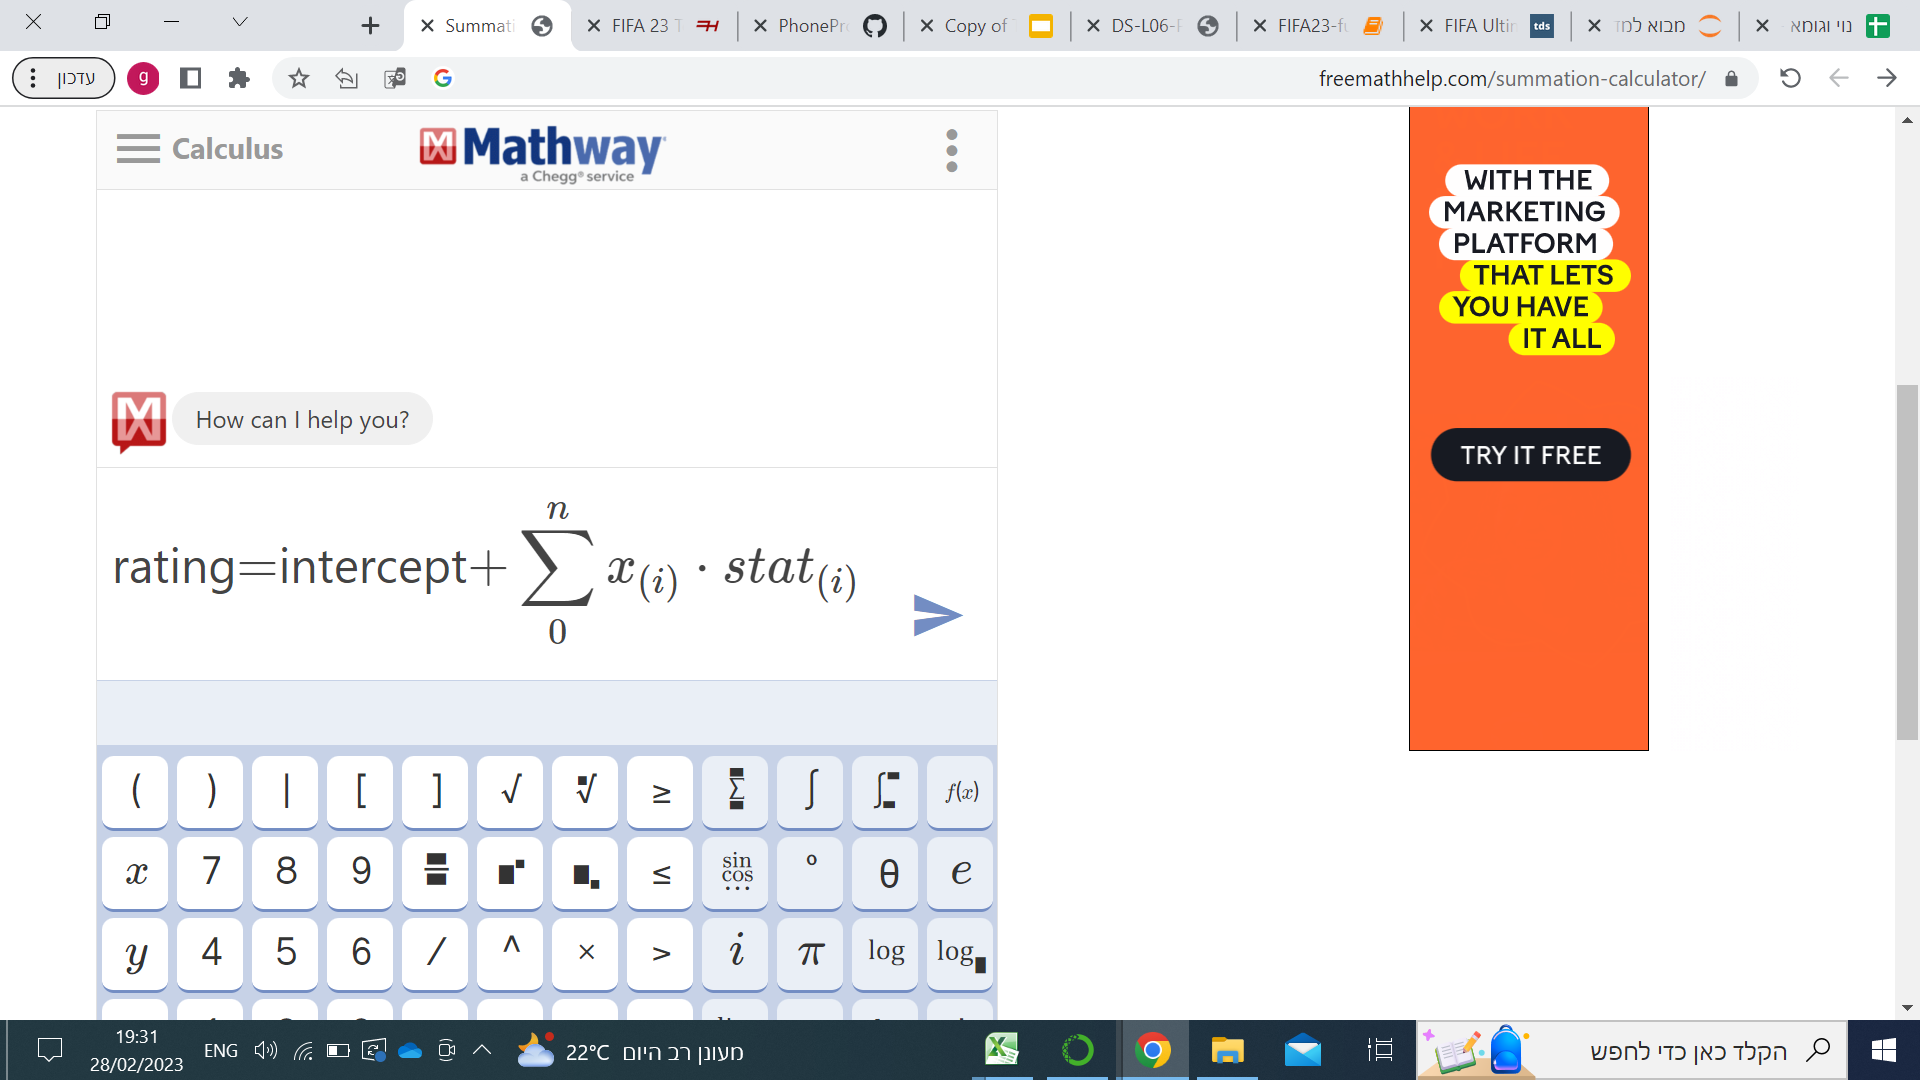 Summati
FIFA 23 T
PhonePr
Copy of
DS-L06-
FIFA23-f
FIFA Ulti
tds
מבוא למד
נוי וגומא
עדכון
g
freemathhelp.com/summation-calculator/
Calculus
Mathway
a Chegg® service
How can I help you?
n
rating=intercept+∑ x(i) · stat(i)
0
( ) | [ ] √ √ ≥ Σ ∫ ∫ f(x)
x 7 8 9 ≤ sin cos ... ° θ e
y 4 5 6 / ^ × > i π log log
WITH THE
MARKETING
PLATFORM
THAT LETS
YOU HAVE
IT ALL
TRY IT FREE
19:31
28/02/2023
ENG
22°C מעונן רב היום
הקלד כאן כדי לחפש